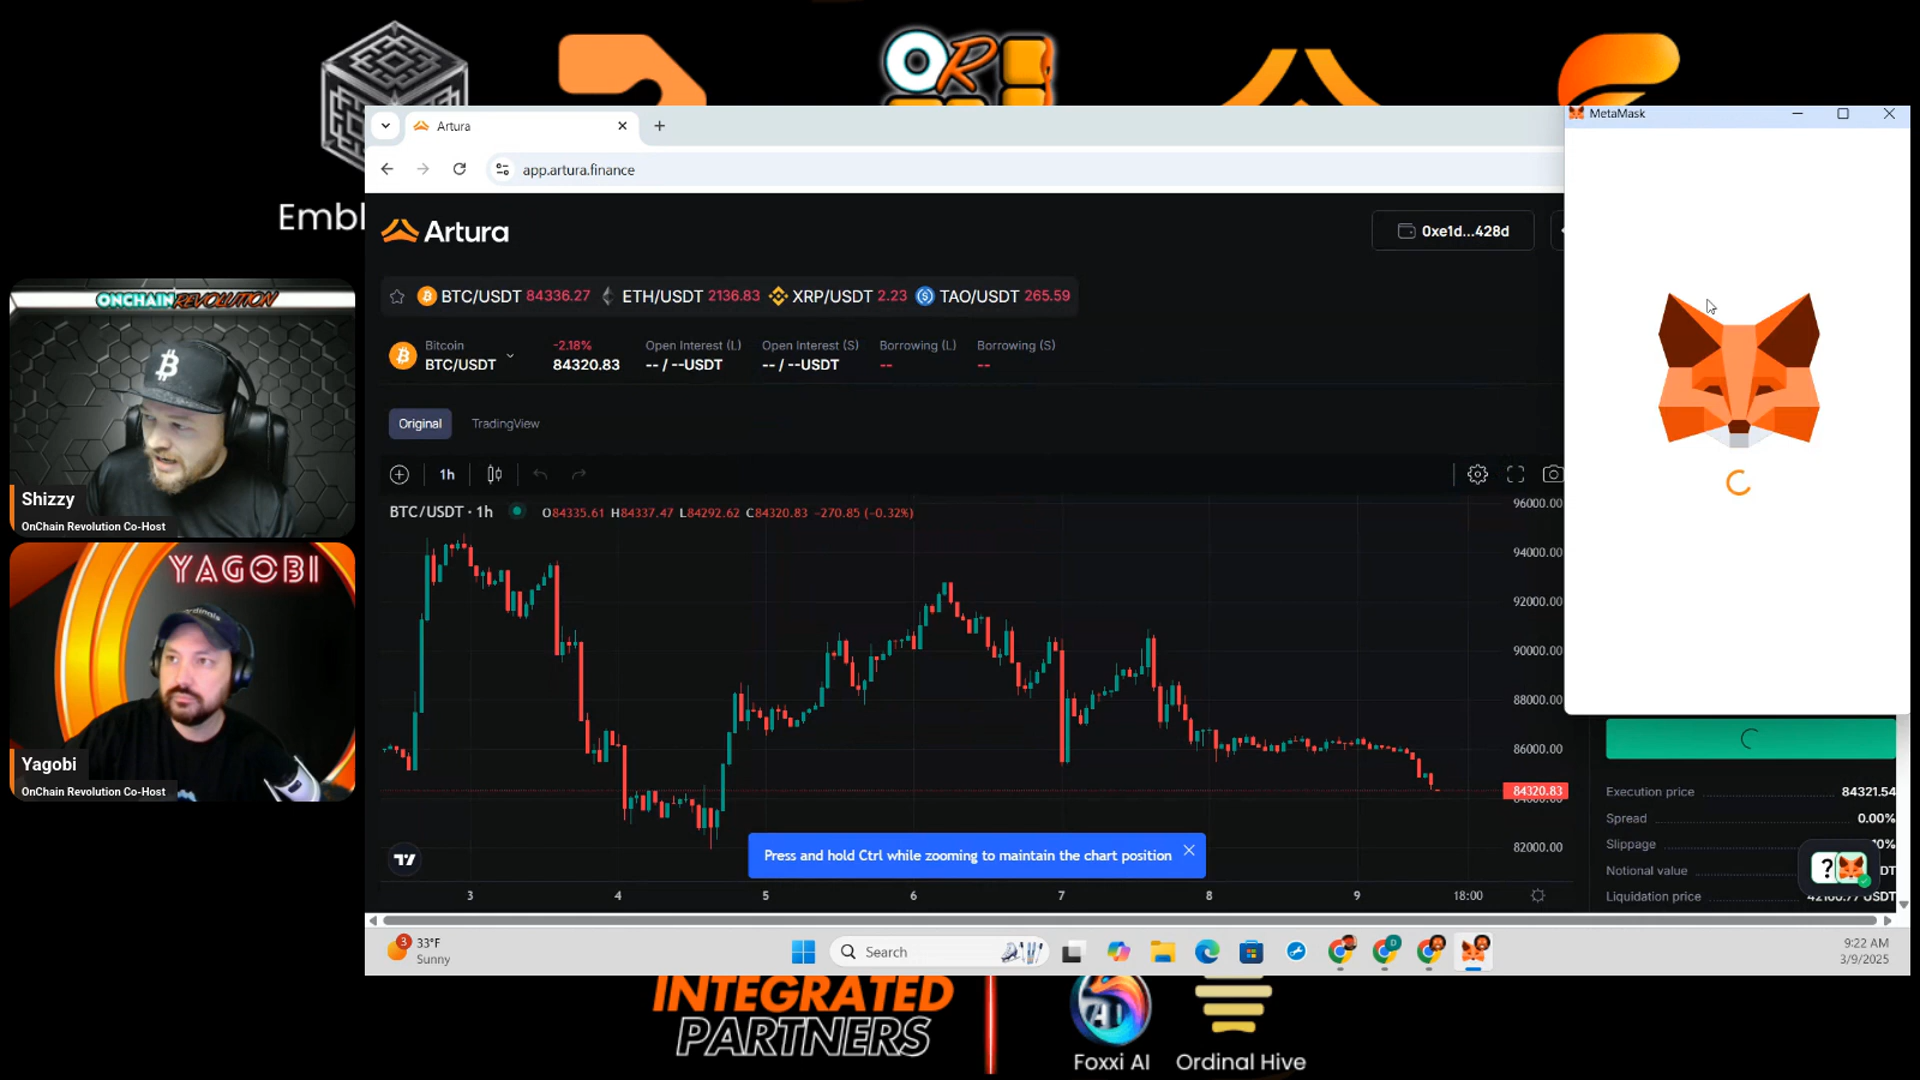 Embl
ONCHAIN REVOLUTION
Shizzy
OnChain Revolution Co-Host
YAGOBI
Yagobi
OnChain Revolution Co-Host
Artura
app.artura.finance
MetaMask
Artura
0xe1d...428d
BTC/USDT 84336.27 ETH/USDT 2136.83 XRP/USDT 2.23 TAO/USDT 265.59
Bitcoin
BTC/USDT
-2.18%
84320.83
Open Interest (L)
-- / --USDT
Open Interest (S)
-- / --USDT
Borrowing (L)
--
Borrowing (S)
--
Original TradingView
1h
BTC/USDT · 1h O84335.61 H84337.47 L84292.62 C84320.83 -270.85 (-0.32%)
96000.00
94000.00
92000.00
90000.00
88000.00
86000.00
84320.83
82000.00
Press and hold Ctrl while zooming to maintain the chart position
3 4 5 6 7 8 9 18:00
Execution price 84321.54
Spread 0.00%
Slippage
Notional value
Liquidation price
3
33°F
Sunny
Search
9:22 AM
3/9/2025
INTEGRATED
PARTNERS
AI
Foxxi AI
Ordinal Hive